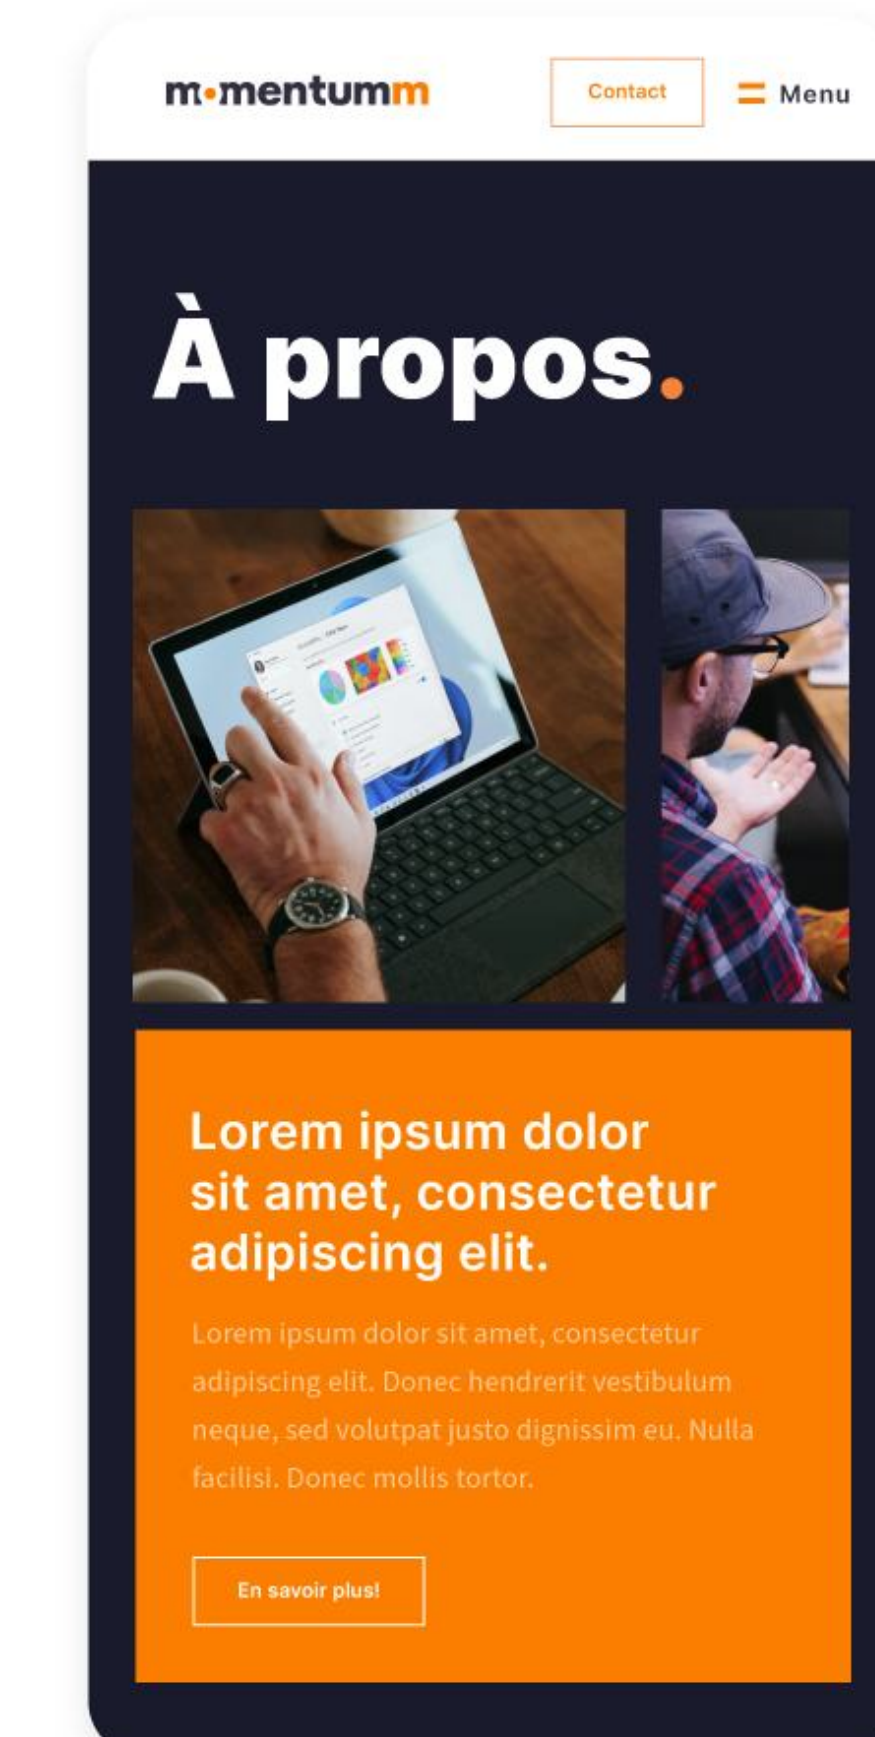 momentumm
Contact
Menu
À propos.
Lorem ipsum dolor
sit amet, consectetur
adipiscing elit.
Lorem ipsum dolor sit amet, consectetur
adipiscing elit. Donec hendrerit vestibulum
neque, sed volutpat justo dignissim eu. Nulla
facilisi. Donec mollis tortor.
En savoir plus!